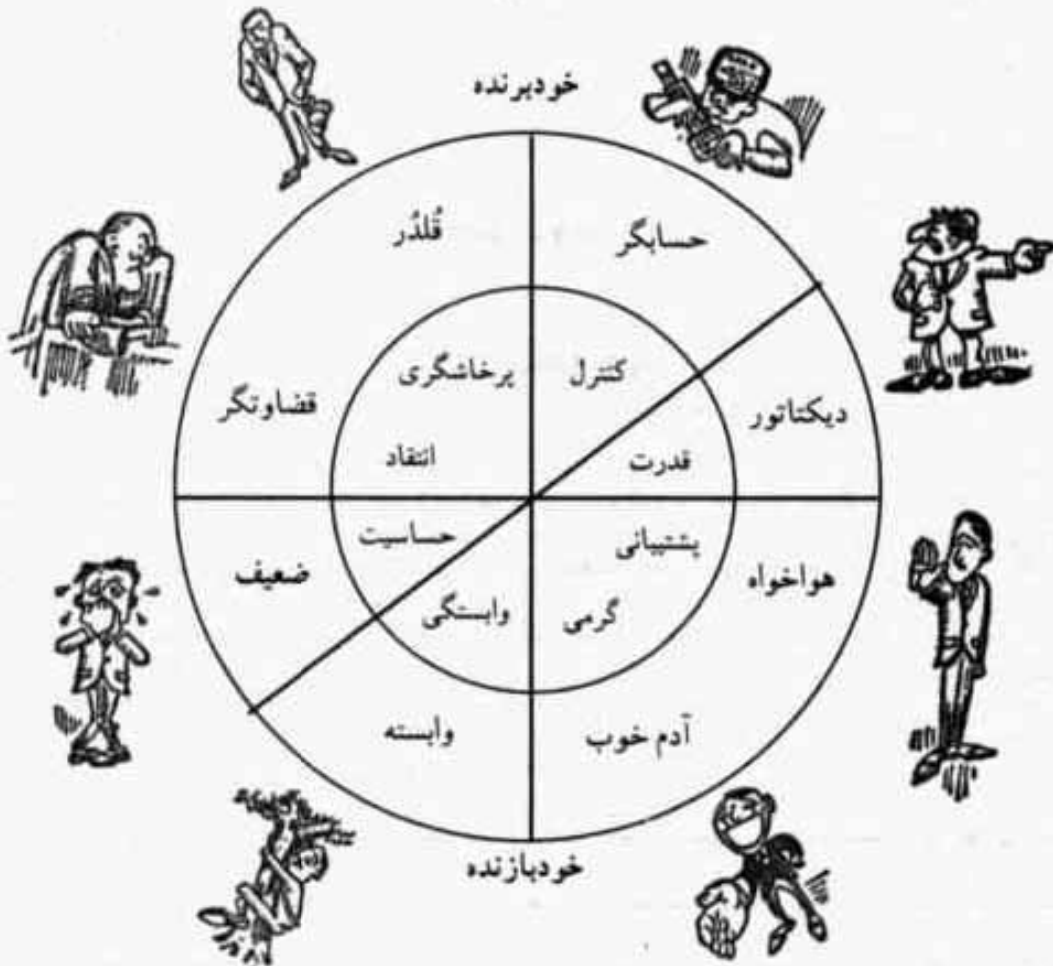 خودبرنده
حسابگر
قُلدُر
کنترل
پرخاشگری
دیکتاتور
قضاوتگر
قدرت
انتقاد
پشتیبانی
حساسیت
هواخواه
ضعیف
گرمی
وابستگی
آدم خوب
وابسته
خودبازنده